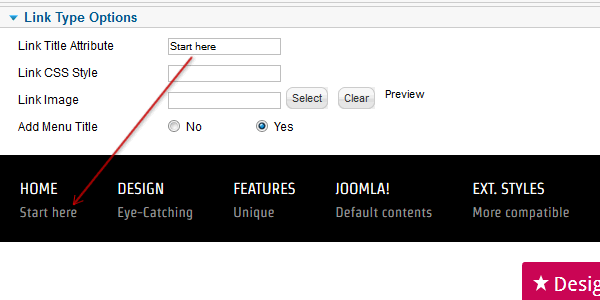 Link Type Options
Link Title Attribute Start here
Link CSS Style
Link Image Select Clear Preview
Add Menu Title No Yes
HOME DESIGN FEATURES JOOMLA! EXT. STYLES
Start here Eye-Catching Unique Default contents More compatible
★ Desig